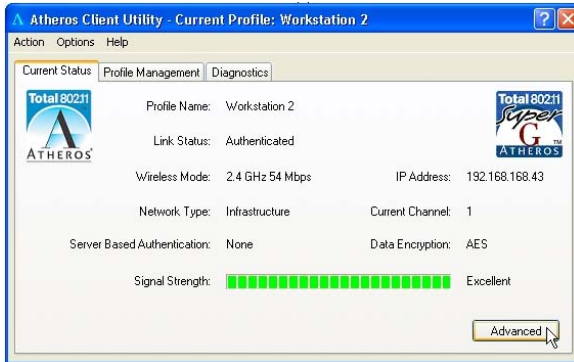 Atheros Client Utility - Current Profile: Workstation 2
Action Options Help
Current Status Profile Management Diagnostics
Total 802.11
ATHEROS
Total 802.11
Super
G
TM
ATHEROS
Profile Name: Workstation 2
Link Status: Authenticated
Wireless Mode: 2.4 GHz 54 Mbps IP Address: 192.168.168.43
Network Type: Infrastructure Current Channel: 1
Server Based Authentication: None Data Encryption: AES
Signal Strength: Excellent
Advanced